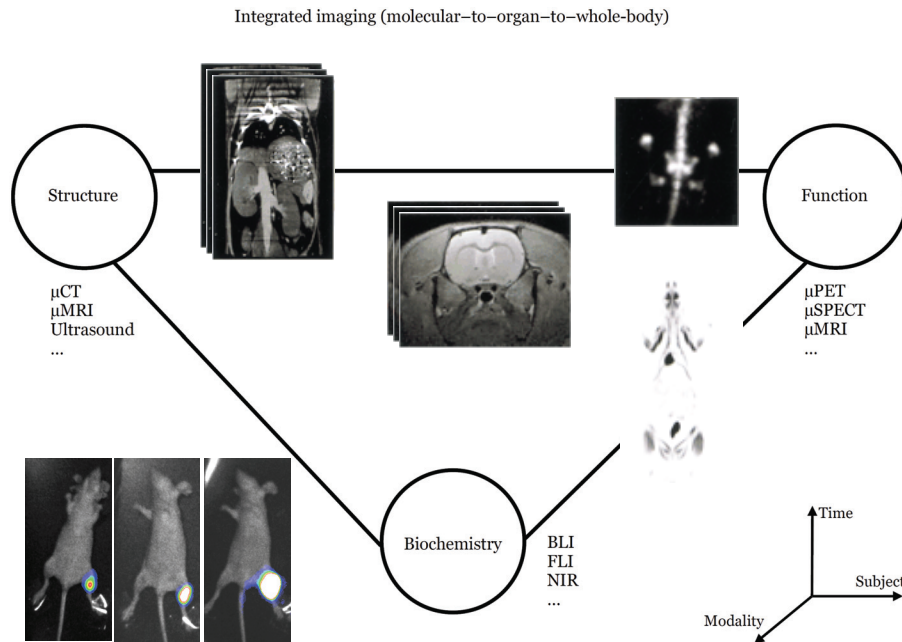 Integrated imaging (molecular–to–organ–to–whole-body)
Structure
Function
μCT
μMRI
Ultrasound
...
μPET
μSPECT
μMRI
...
Biochemistry
BLI
FLI
NIR
...
Time
Subject
Modality